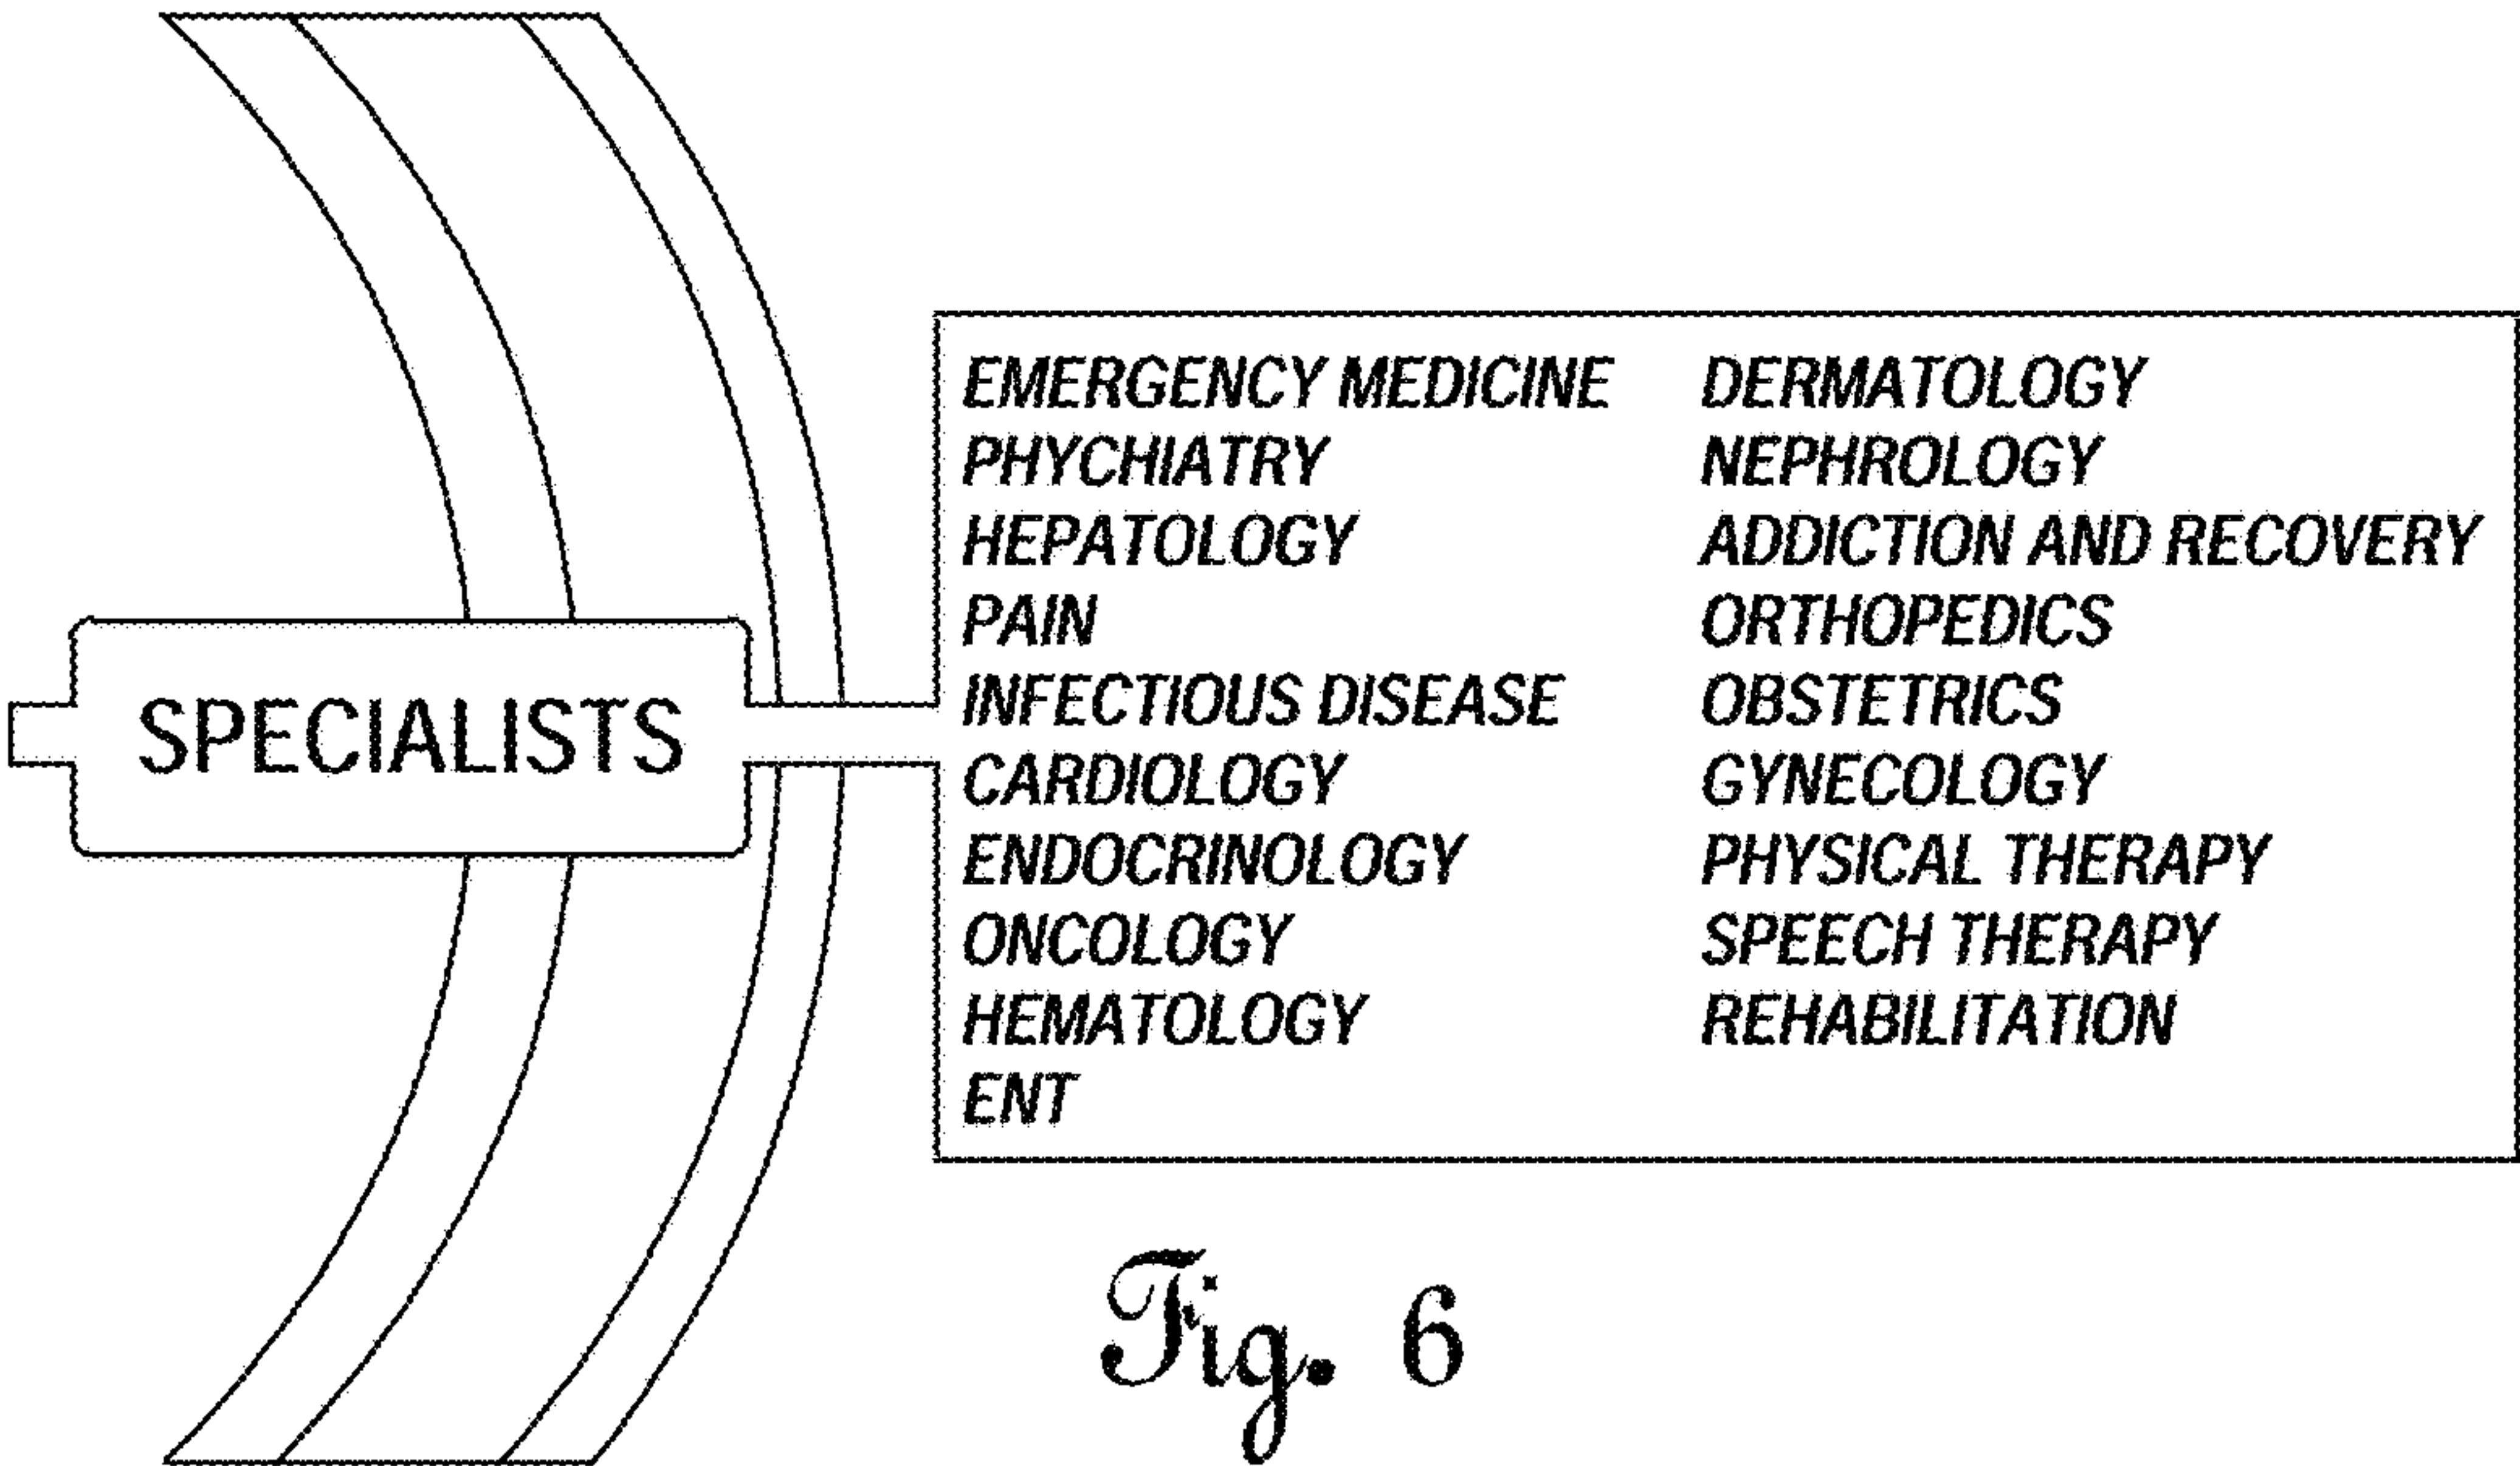 SPECIALISTS
EMERGENCY MEDICINE
PHYCHIATRY
HEPATOLOGY
PAIN
INFECTIOUS DISEASE
CARDIOLOGY
ENDOCRINOLOGY
ONCOLOGY
HEMATOLOGY
ENT
DERMATOLOGY
NEPHROLOGY
ADDICTION AND RECOVERY
ORTHOPEDICS
OBSTETRICS
GYNECOLOGY
PHYSICAL THERAPY
SPEECH THERAPY
REHABILITATION
Fig. 6